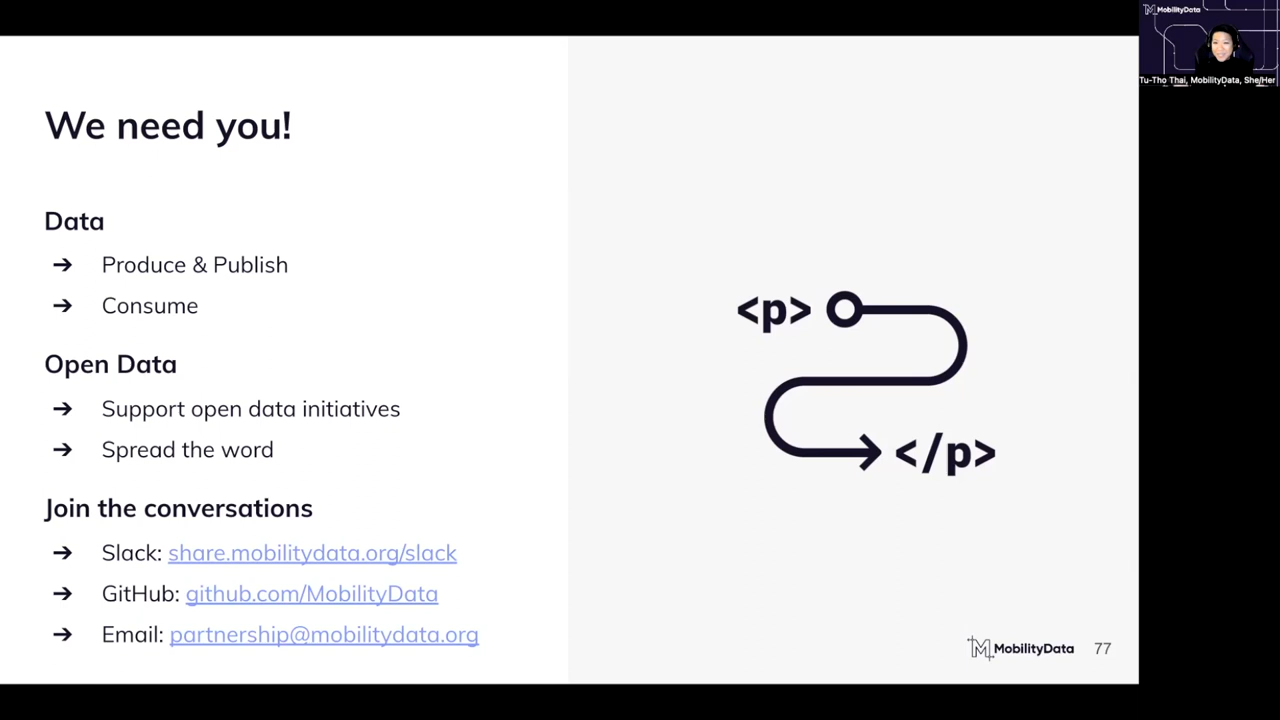 We need you!
Data
➔ Produce & Publish
➔ Consume
Open Data
➔ Support open data initiatives
➔ Spread the word
Join the conversations
➔ Slack: share.mobilitydata.org/slack
➔ GitHub: github.com/MobilityData
➔ Email: partnership@mobilitydata.org
<p>
</p>
MobilityData 77
MobilityData
Tu-Tho Thai, MobilityData, She/Her